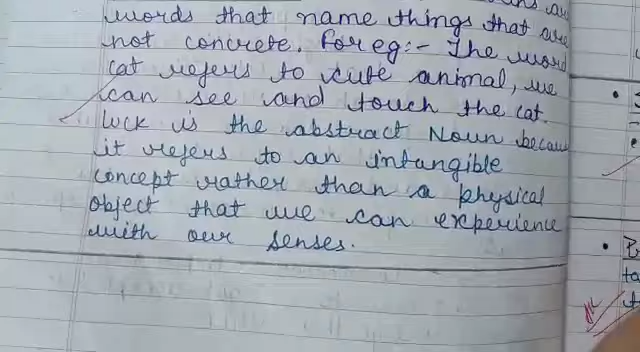 words that name things that are
not concrete. For eg:- The word
cat refers to cute animal, we
can see and touch the cat.
luck is the abstract Noun because
it refers to an intangible
concept rather than a physical
object that we can experience
with our senses.